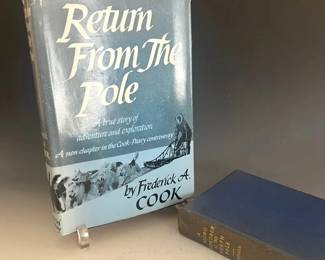 Return
From The
Pole
A true story of
adventure and exploration
A new chapter in the Cook-Peary controversy
by Frederick A.
COOK